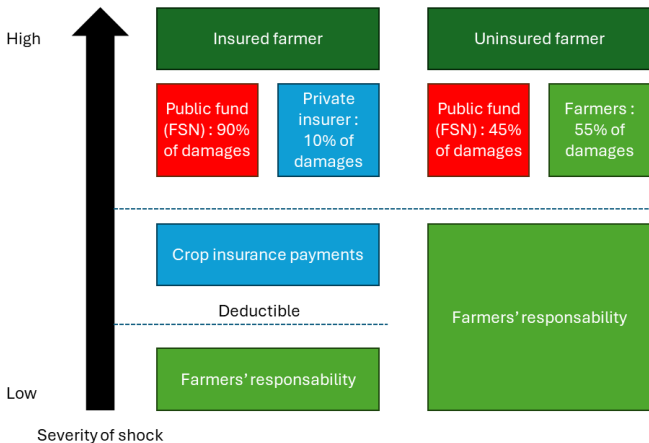 High
Insured farmer
Uninsured farmer
Public fund
(FSN) : 90%
of damages
Private
insurer :
10% of
damages
Public fund
(FSN) : 45%
of damages
Farmers :
55% of
damages
Crop insurance payments
Deductible
Farmers’ responsability
Farmers’ responsability
Low
Severity of shock